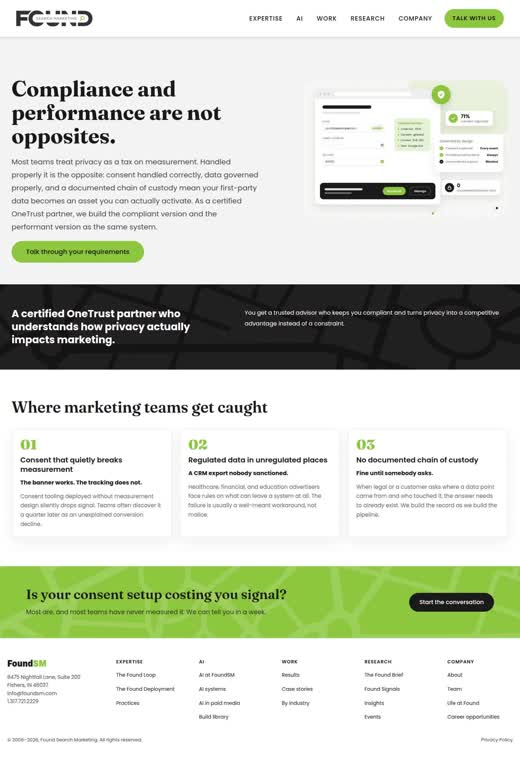 FOUND
SEARCH MARKETING
EXPERTISE AI WORK RESEARCH COMPANY TALK WITH US
Compliance and
performance are not
opposites.
Most teams treat privacy as a tax on measurement. Handled
properly it is the opposite: consent handled correctly, data governed
properly, and a documented chain of custody mean your first-party
data becomes an asset you can actually activate. As a certified
OneTrust partner, we build the compliant version and the
performant version as the same system.
Talk through your requirements
71%
Every event
Always
0
A certified OneTrust partner who
understands how privacy actually
impacts marketing.
You get a trusted advisor who keeps you compliant and turns privacy into a competitive
advantage instead of a constraint.
Where marketing teams get caught
01
Consent that quietly breaks
measurement
The banner works. The tracking does not.
Consent tooling deployed without measurement
design silently drops signal. Teams often discover it
a quarter later as an unexplained conversion
decline.
02
Regulated data in unregulated places
A CRM export nobody sanctioned.
Healthcare, financial, and education advertisers
face rules on what can leave a system at all. The
failure is usually a well-meant workaround, not
malice.
03
No documented chain of custody
Fine until somebody asks.
When legal or a customer asks where a data point
came from and who touched it, the answer needs
to already exist. We build the record as we build the
pipeline.
Is your consent setup costing you signal?
Most are, and most teams have never measured it. We can tell you in a week.
Start the conversation
FoundSM
8475 Nightfall Lane, Suite 200
Fishers, IN 46037
info@foundsm.com
1.317.721.2229
EXPERTISE
The Found Loop
The Found Deployment
Practices
AI
AI at FoundSM
AI systems
AI in paid media
Build library
WORK
Results
Case stories
By industry
RESEARCH
The Found Brief
Found Signals
Insights
Events
COMPANY
About
Team
Life at Found
Career opportunities
© 2008–2026, Found Search Marketing. All rights reserved.
Privacy Policy